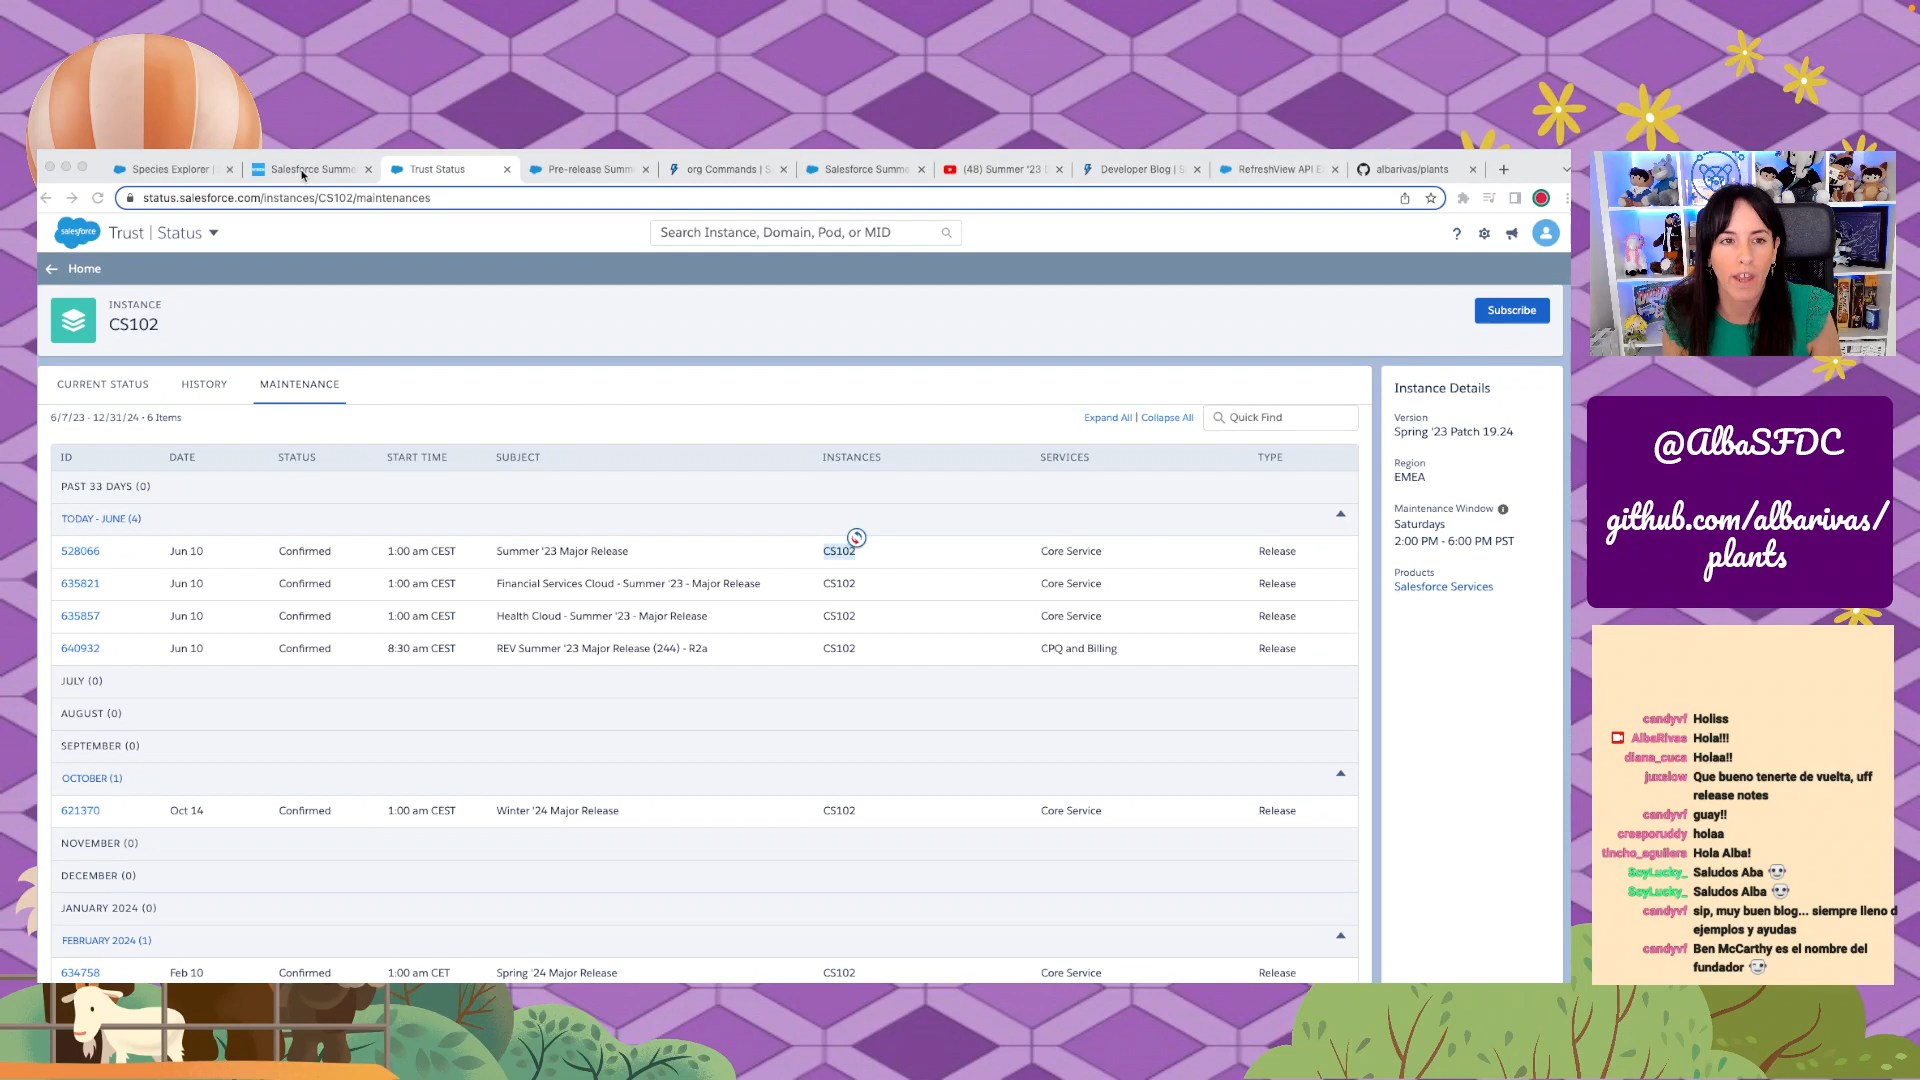 Species Explorer |
Salesforce Summe
Trust Status
Pre-release Summ
org Commands | S
Salesforce Summe
(48) Summer '23
Developer Blog | S
RefreshView API E
albarivas/plants
status.salesforce.com/instances/CS102/maintenances
salesforce
Trust | Status
Search Instance, Domain, Pod, or MID
Home
INSTANCE
CS102
Subscribe
CURRENT STATUS
HISTORY
MAINTENANCE
6/7/23 - 12/31/24 • 6 Items
Expand All | Collapse All
Quick Find
ID DATE STATUS START TIME SUBJECT INSTANCES SERVICES TYPE
PAST 33 DAYS (0)
TODAY - JUNE (4)
528066 Jun 10 Confirmed 1:00 am CEST Summer '23 Major Release CS102 Core Service Release
635821 Jun 10 Confirmed 1:00 am CEST Financial Services Cloud - Summer '23 - Major Release CS102 Core Service Release
635857 Jun 10 Confirmed 1:00 am CEST Health Cloud - Summer '23 - Major Release CS102 Core Service Release
640932 Jun 10 Confirmed 8:30 am CEST REV Summer '23 Major Release (244) - R2a CS102 CPQ and Billing Release
JULY (0)
AUGUST (0)
SEPTEMBER (0)
OCTOBER (1)
621370 Oct 14 Confirmed 1:00 am CEST Winter '24 Major Release CS102 Core Service Release
NOVEMBER (0)
DECEMBER (0)
JANUARY 2024 (0)
FEBRUARY 2024 (1)
634758 Feb 10 Confirmed 1:00 am CET Spring '24 Major Release CS102 Core Service Release
Instance Details
Version
Spring '23 Patch 19.24
Region
EMEA
Maintenance Window
Saturdays
2:00 PM - 6:00 PM PST
Products
Salesforce Services
@AlbaSFDC
github.com/albarivas/
plants
candyvf Holiss
AlbaRivas Hola!!!
diana_cuca Holaa!!
juxslow Que bueno tenerte de vuelta, uff
release notes
candyvf guay!!
cresporuddy holaa
tincho_aguilera Hola Alba!
SoyLucky_ Saludos Aba
SoyLucky_ Saludos Alba
candyvf sip, muy buen blog... siempre lleno d
ejemplos y ayudas
candyvf Ben McCarthy es el nombre del
fundador